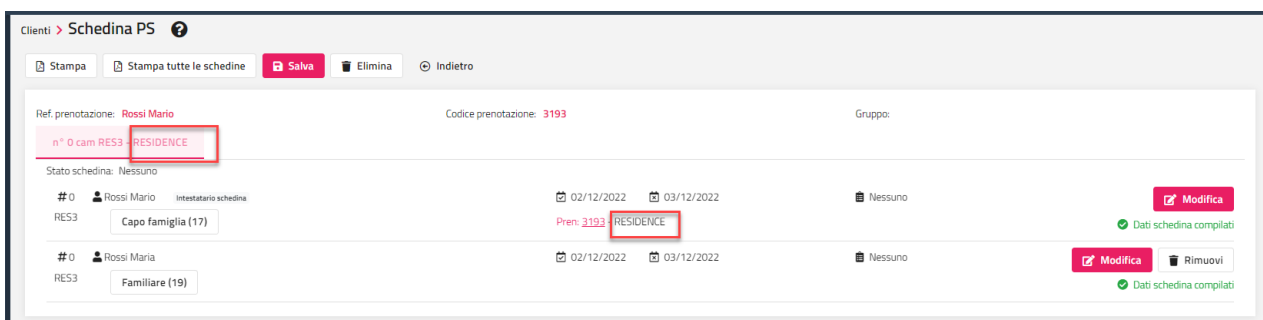 Clienti > Schedina PS ?
Stampa Stampa tutte le schedine Salva Elimina Indietro
Ref. prenotazione: Rossi Mario Codice prenotazione: 3193 Gruppo:
n° 0 cam RES3 - RESIDENCE
Stato schedina: Nessuno
#0 Rossi Mario Intestatario schedina 02/12/2022 03/12/2022 Nessuno Modifica
RES3 Capo famiglia (17) Pren: 3193 - RESIDENCE Dati schedina compilati
#0 Rossi Maria 02/12/2022 03/12/2022 Nessuno Modifica Rimuovi
RES3 Familiare (19) Dati schedina compilati